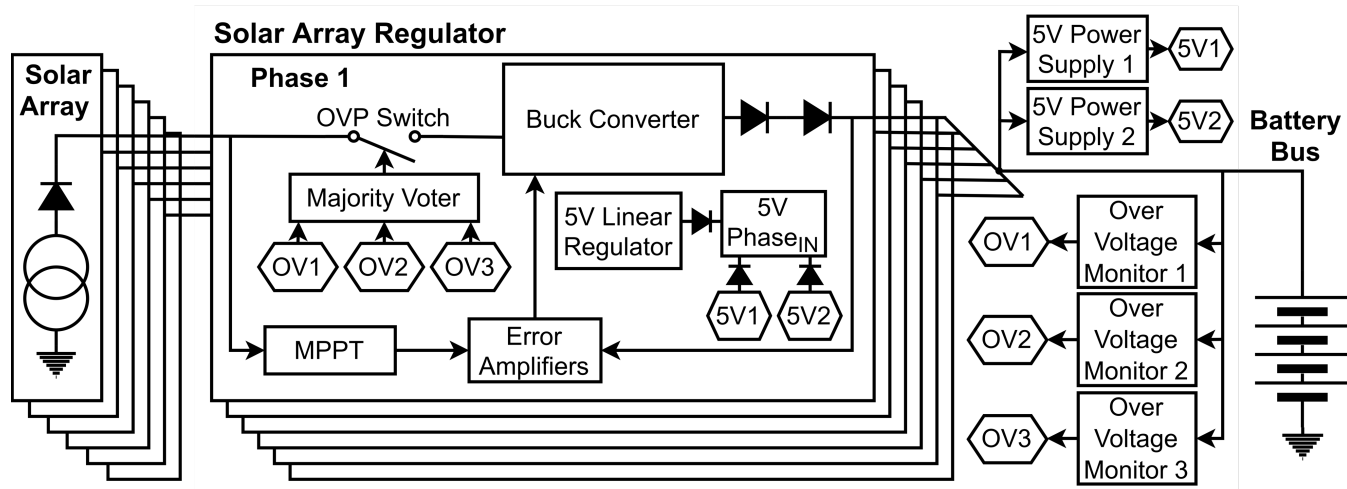 Solar Array Regulator
Solar
Array
Phase 1
OVP Switch
Buck Converter
Majority Voter
OV1
OV2
OV3
5V Linear
Regulator
5V
PhaseIN
5V1
5V2
MPPT
Error
Amplifiers
5V Power
Supply 1
5V1
5V Power
Supply 2
5V2
Battery
Bus
OV1
Over
Voltage
Monitor 1
OV2
Over
Voltage
Monitor 2
OV3
Over
Voltage
Monitor 3